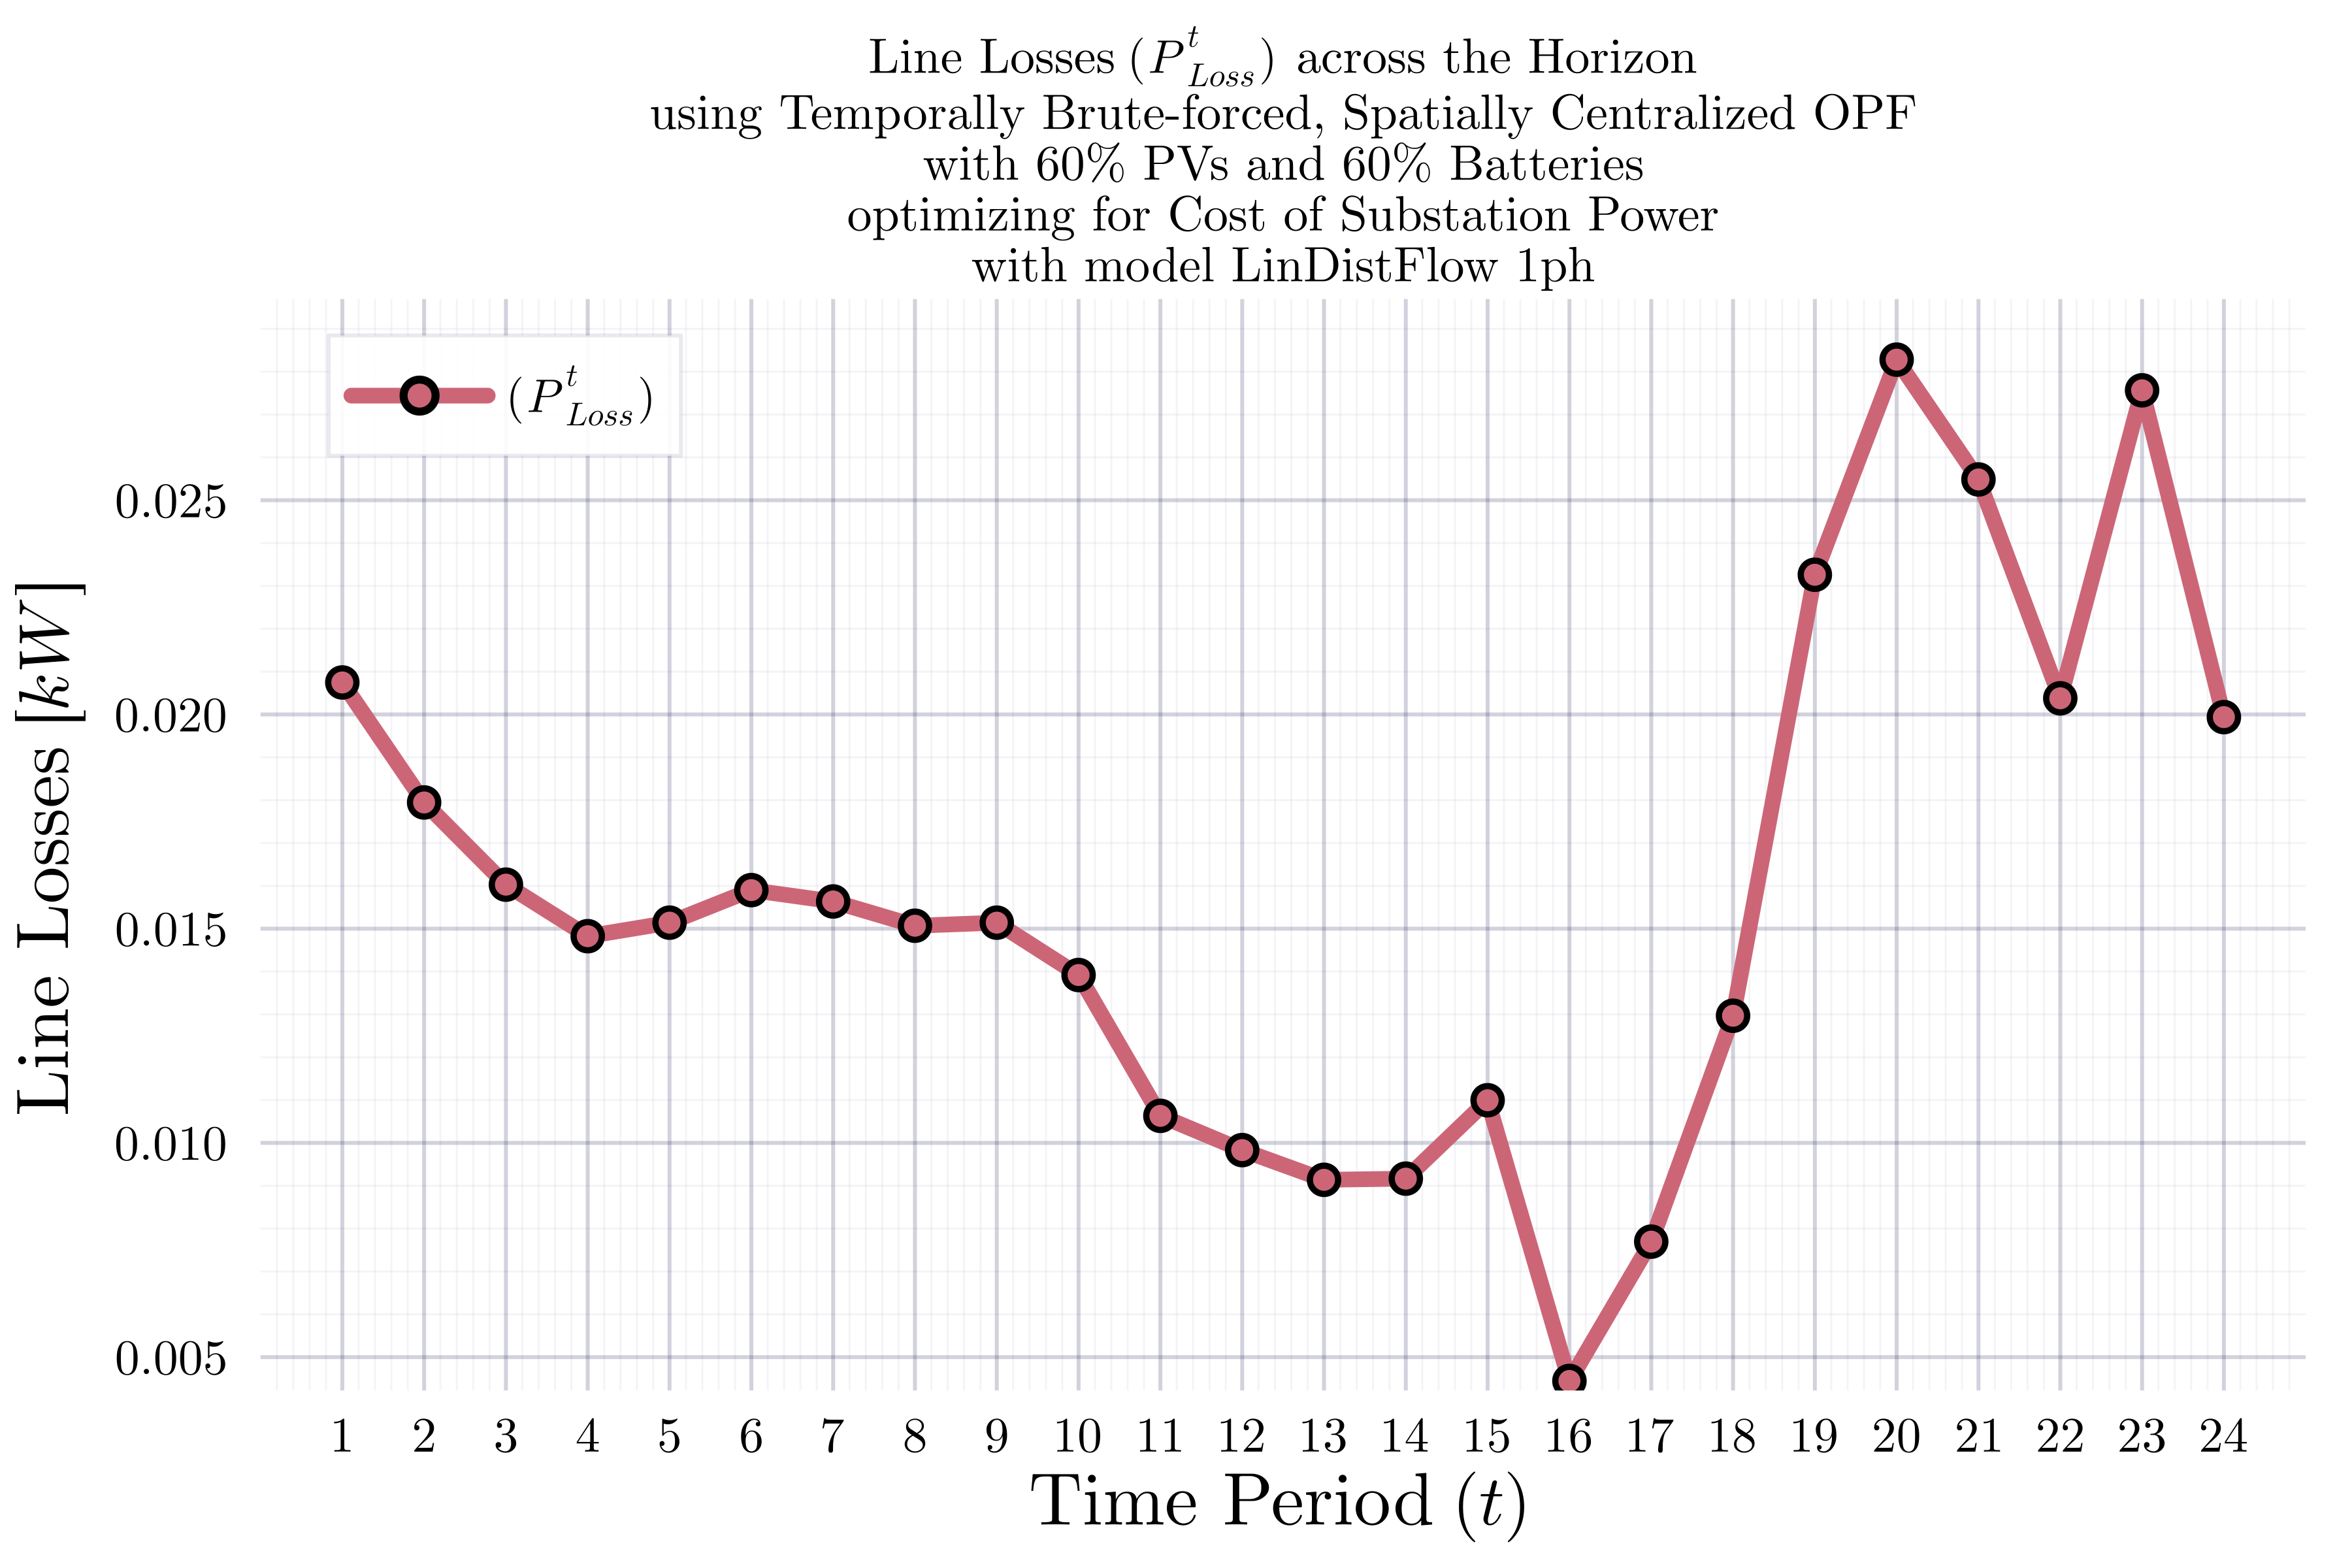 Line Losses (P^t_Loss) across the Horizon
using Temporally Brute-forced, Spatially Centralized OPF
with 60% PVs and 60% Batteries
optimizing for Cost of Substation Power
with model LinDistFlow 1ph
(P^t_Loss)
Line Losses [kW]
0.025
0.020
0.015
0.010
0.005
1 2 3 4 5 6 7 8 9 10 11 12 13 14 15 16 17 18 19 20 21 22 23 24
Time Period (t)